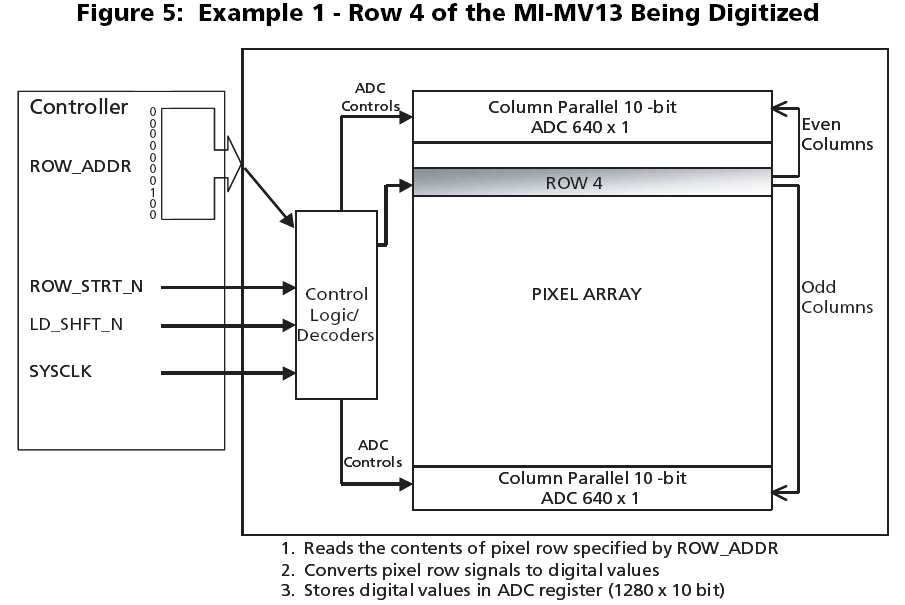 Figure 5: Example 1 - Row 4 of the MI-MV13 Being Digitized
Controller
ROW_ADDR
0
0
0
0
0
0
0
1
0
0
ROW_STRT_N
LD_SHFT_N
SYSCLK
Control
Logic/
Decoders
ADC
Controls
ADC
Controls
Column Parallel 10 -bit
ADC 640 x 1
ROW 4
PIXEL ARRAY
Column Parallel 10 -bit
ADC 640 x 1
Even
Columns
Odd
Columns
1. Reads the contents of pixel row specified by ROW_ADDR
2. Converts pixel row signals to digital values
3. Stores digital values in ADC register (1280 x 10 bit)